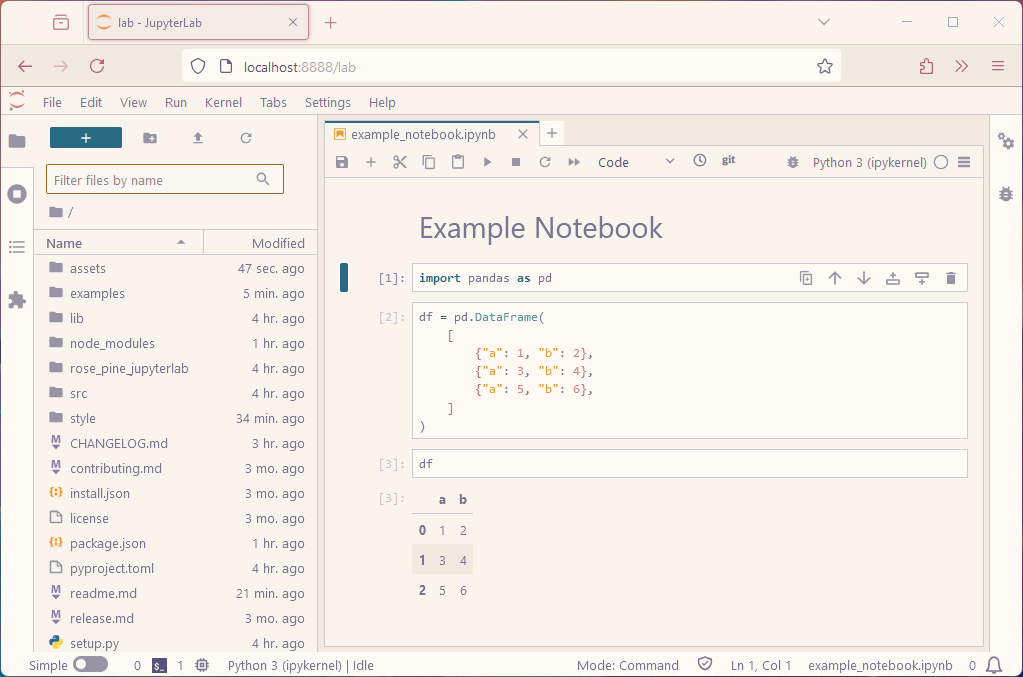 lab - JupyterLab
localhost:8888/lab
File Edit View Run Kernel Tabs Settings Help
Filter files by name
/
Name Modified
assets 47 sec. ago
examples 5 min. ago
lib 4 hr. ago
node_modules 1 hr. ago
rose_pine_jupyterlab 4 hr. ago
src 4 hr. ago
style 34 min. ago
CHANGELOG.md 3 hr. ago
contributing.md 3 mo. ago
install.json 3 mo. ago
license 3 mo. ago
package.json 1 hr. ago
pyproject.toml 4 hr. ago
readme.md 21 min. ago
release.md 3 mo. ago
setup.py 4 hr. ago
example_notebook.ipynb
Code git Python 3 (ipykernel)
Example Notebook
[1]: import pandas as pd
[2]: df = pd.DataFrame(
[
{"a": 1, "b": 2},
{"a": 3, "b": 4},
{"a": 5, "b": 6},
]
)
[3]: df
[3]: a b
0 1 2
1 3 4
2 5 6
Simple 0 $_ 1 Python 3 (ipykernel) | Idle Mode: Command Ln 1, Col 1 example_notebook.ipynb 0